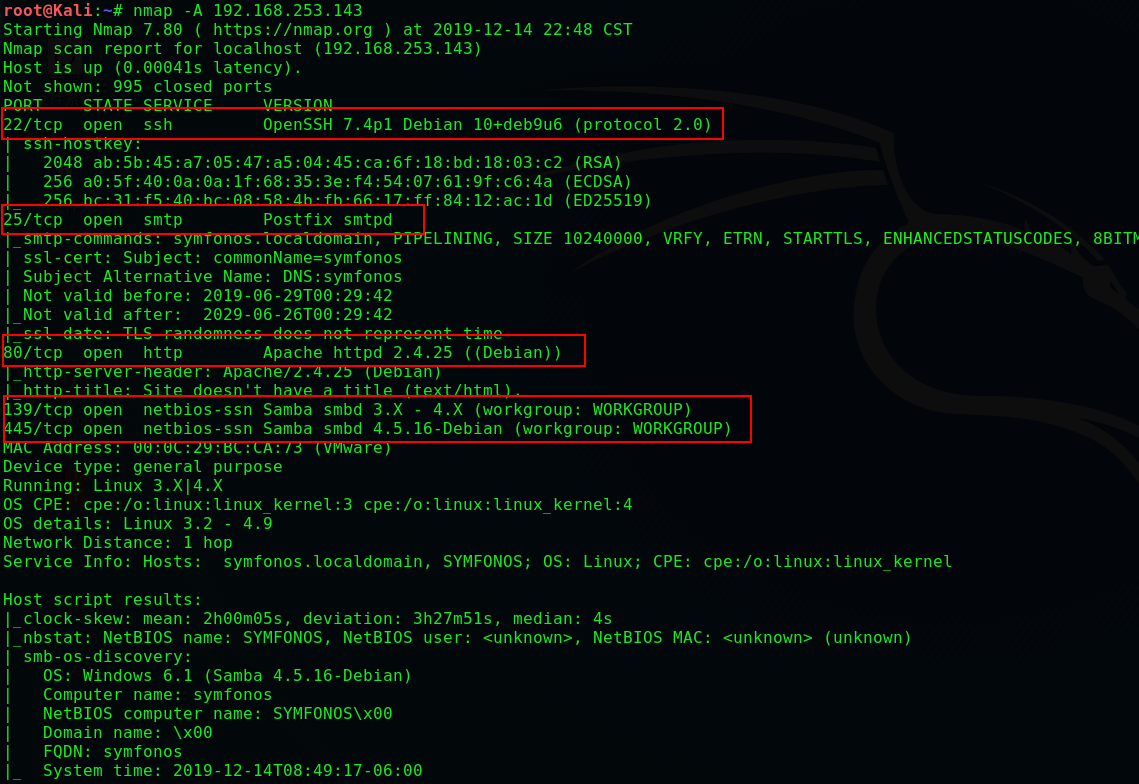 root@Kali:~# nmap -A 192.168.253.143
Starting Nmap 7.80 ( https://nmap.org ) at 2019-12-14 22:48 CST
Nmap scan report for localhost (192.168.253.143)
Host is up (0.00041s latency).
Not shown: 995 closed ports
PORT    STATE SERVICE     VERSION
22/tcp  open  ssh         OpenSSH 7.4p1 Debian 10+deb9u6 (protocol 2.0)
| ssh-hostkey:
|   2048 ab:5b:45:a7:05:47:a5:04:45:ca:6f:18:bd:18:03:c2 (RSA)
|   256 a0:5f:40:0a:0a:1f:68:35:3e:f4:54:07:61:9f:c6:4a (ECDSA)
|_  256 bc:31:f5:40:bc:08:58:4b:fb:66:17:ff:84:12:ac:1d (ED25519)
25/tcp  open  smtp        Postfix smtpd
|_smtp-commands: symfonos.localdomain, PIPELINING, SIZE 10240000, VRFY, ETRN, STARTTLS, ENHANCEDSTATUSCODES, 8BITM
| ssl-cert: Subject: commonName=symfonos
| Subject Alternative Name: DNS:symfonos
| Not valid before: 2019-06-29T00:29:42
|_Not valid after:  2029-06-26T00:29:42
|_ssl-date: TLS randomness does not represent time
80/tcp  open  http        Apache httpd 2.4.25 ((Debian))
|_http-server-header: Apache/2.4.25 (Debian)
|_http-title: Site doesn't have a title (text/html).
139/tcp open  netbios-ssn Samba smbd 3.X - 4.X (workgroup: WORKGROUP)
445/tcp open  netbios-ssn Samba smbd 4.5.16-Debian (workgroup: WORKGROUP)
MAC Address: 00:0C:29:BC:CA:73 (VMware)
Device type: general purpose
Running: Linux 3.X|4.X
OS CPE: cpe:/o:linux:linux_kernel:3 cpe:/o:linux:linux_kernel:4
OS details: Linux 3.2 - 4.9
Network Distance: 1 hop
Service Info: Hosts:  symfonos.localdomain, SYMFONOS; OS: Linux; CPE: cpe:/o:linux:linux_kernel

Host script results:
|_clock-skew: mean: 2h00m05s, deviation: 3h27m51s, median: 4s
|_nbstat: NetBIOS name: SYMFONOS, NetBIOS user: <unknown>, NetBIOS MAC: <unknown> (unknown)
| smb-os-discovery:
|   OS: Windows 6.1 (Samba 4.5.16-Debian)
|   Computer name: symfonos
|   NetBIOS computer name: SYMFONOS\x00
|   Domain name: \x00
|   FQDN: symfonos
|_  System time: 2019-12-14T08:49:17-06:00